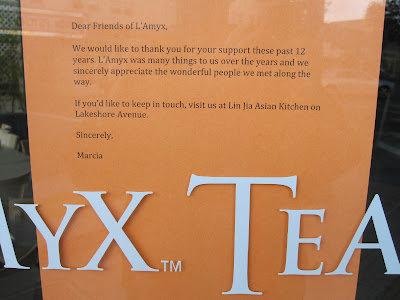 Dear Friends of L'Amyx,
We would like to thank you for your support these past 12
years. L'Amyx was many things to us over the years and we
sincerely appreciate the wonderful people we met along the
way.
If you'd like to keep in touch, visit us at Lin Jia Asian Kitchen on
Lakeshore Avenue.
Sincerely,
Marcia
MYX™ TEA